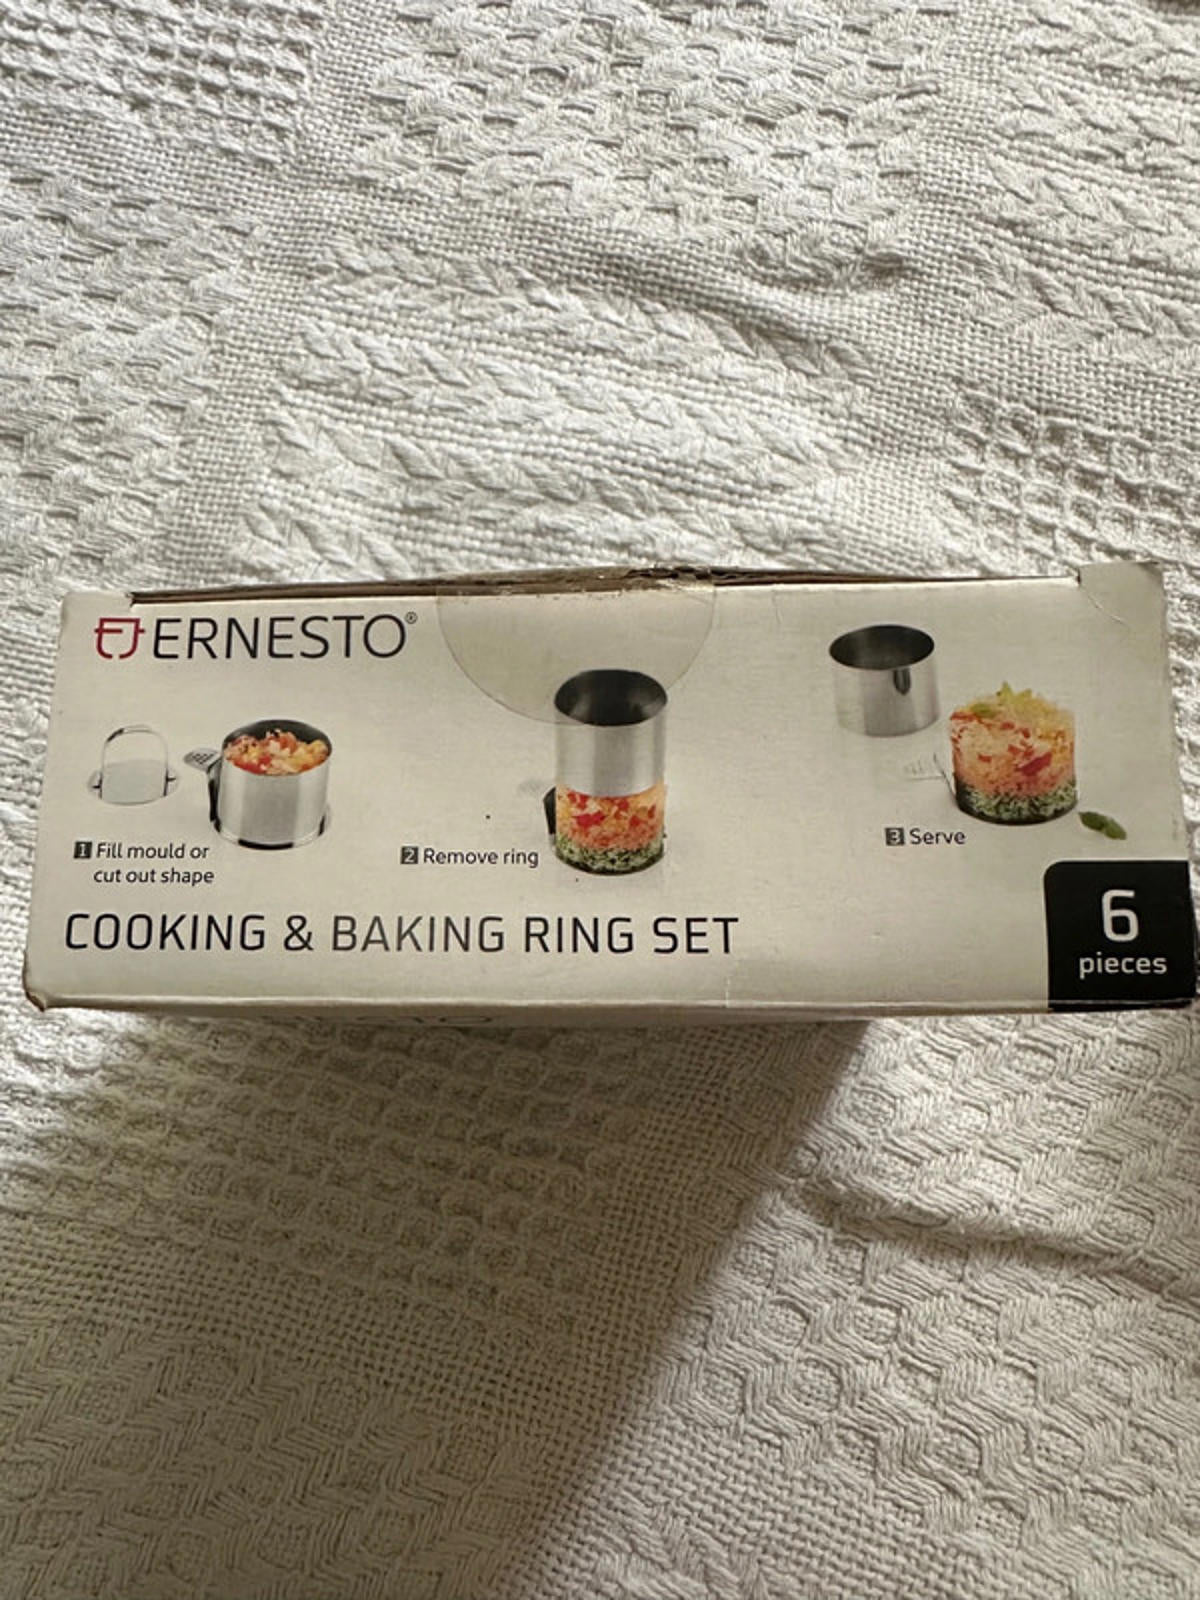 ERNESTO®
1 Fill mould or
cut out shape
2 Remove ring
3 Serve
COOKING & BAKING RING SET
6
pieces